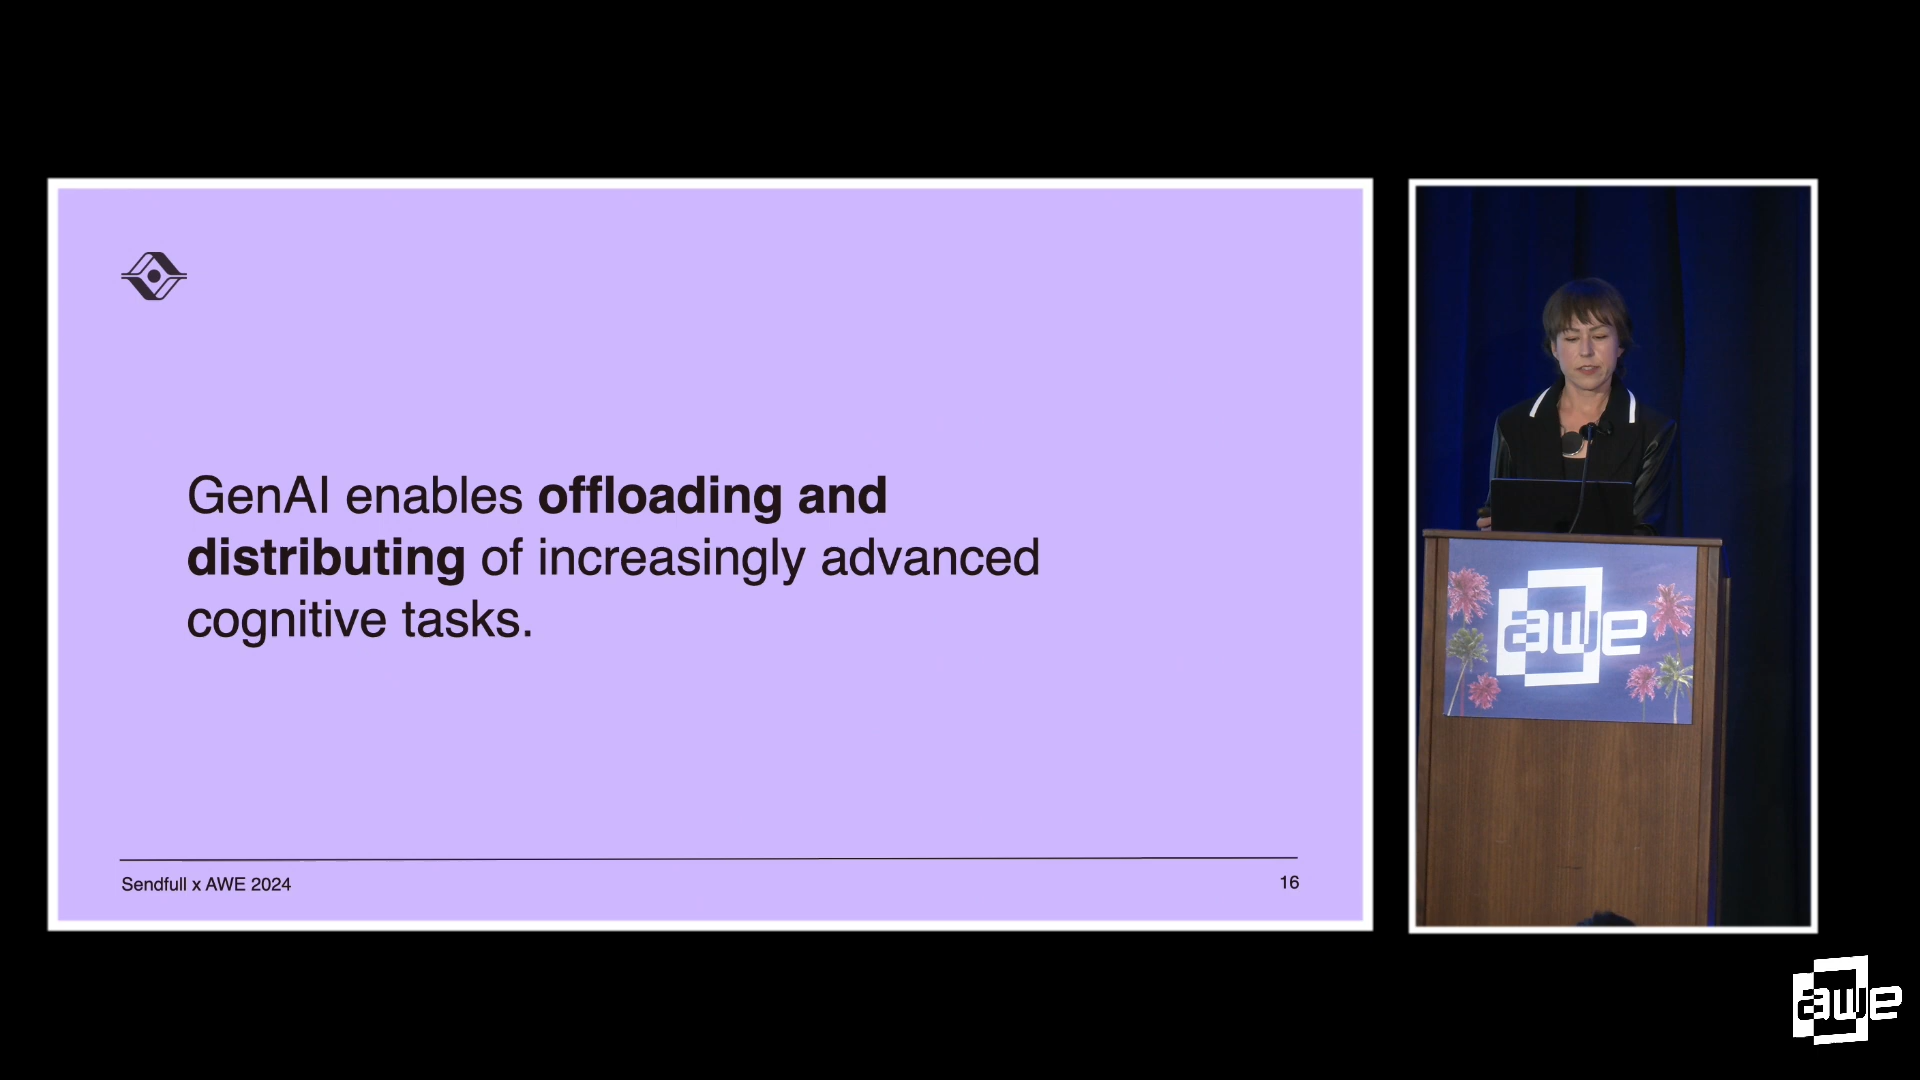 GenAI enables offloading and
distributing of increasingly advanced
cognitive tasks.
Sendfull x AWE 2024
16
awe
awe